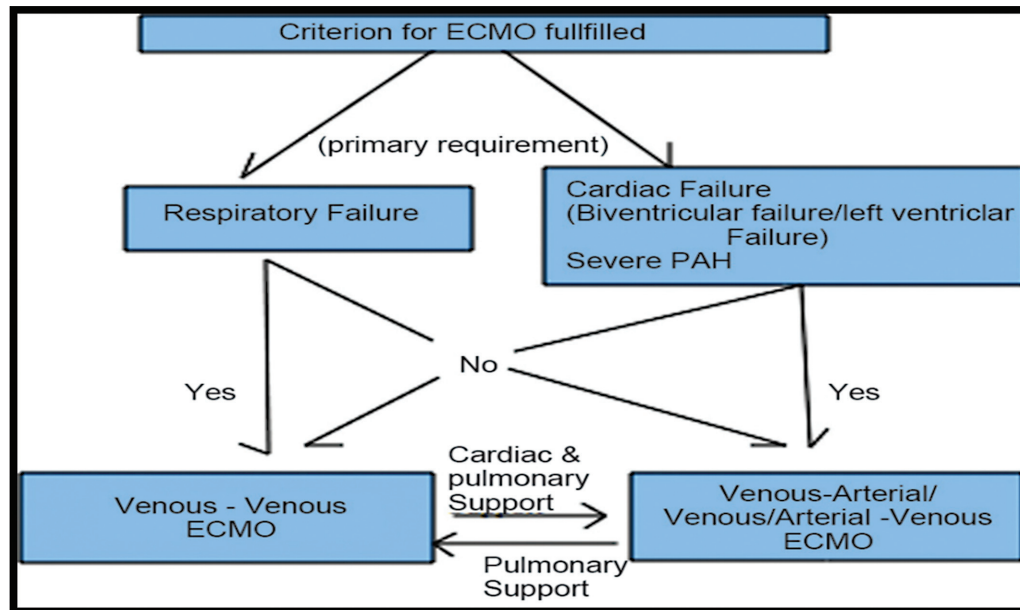 Criterion for ECMO fullfilled
(primary requirement)
Respiratory Failure
Cardiac Failure
(Biventricular failure/left ventriclar
Failure)
Severe PAH
No
Yes
Yes
Cardiac &
pulmonary
Support
Venous - Venous
ECMO
Venous-Arterial/
Venous/Arterial -Venous
ECMO
Pulmonary
Support